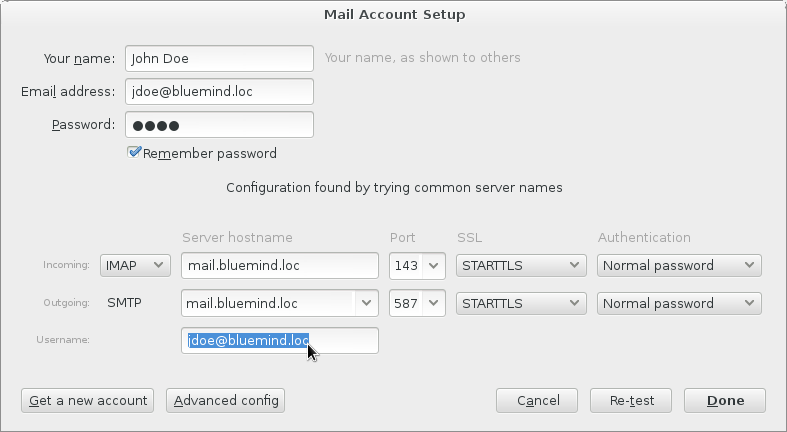 Mail Account Setup
Your name: John Doe Your name, as shown to others
Email address: jdoe@bluemind.loc
Password: ●●●●
Remember password
Configuration found by trying common server names
Server hostname Port SSL Authentication
Incoming: IMAP mail.bluemind.loc 143 STARTTLS Normal password
Outgoing: SMTP mail.bluemind.loc 587 STARTTLS Normal password
Username: jdoe@bluemind.loc
Get a new account Advanced config Cancel Re-test Done